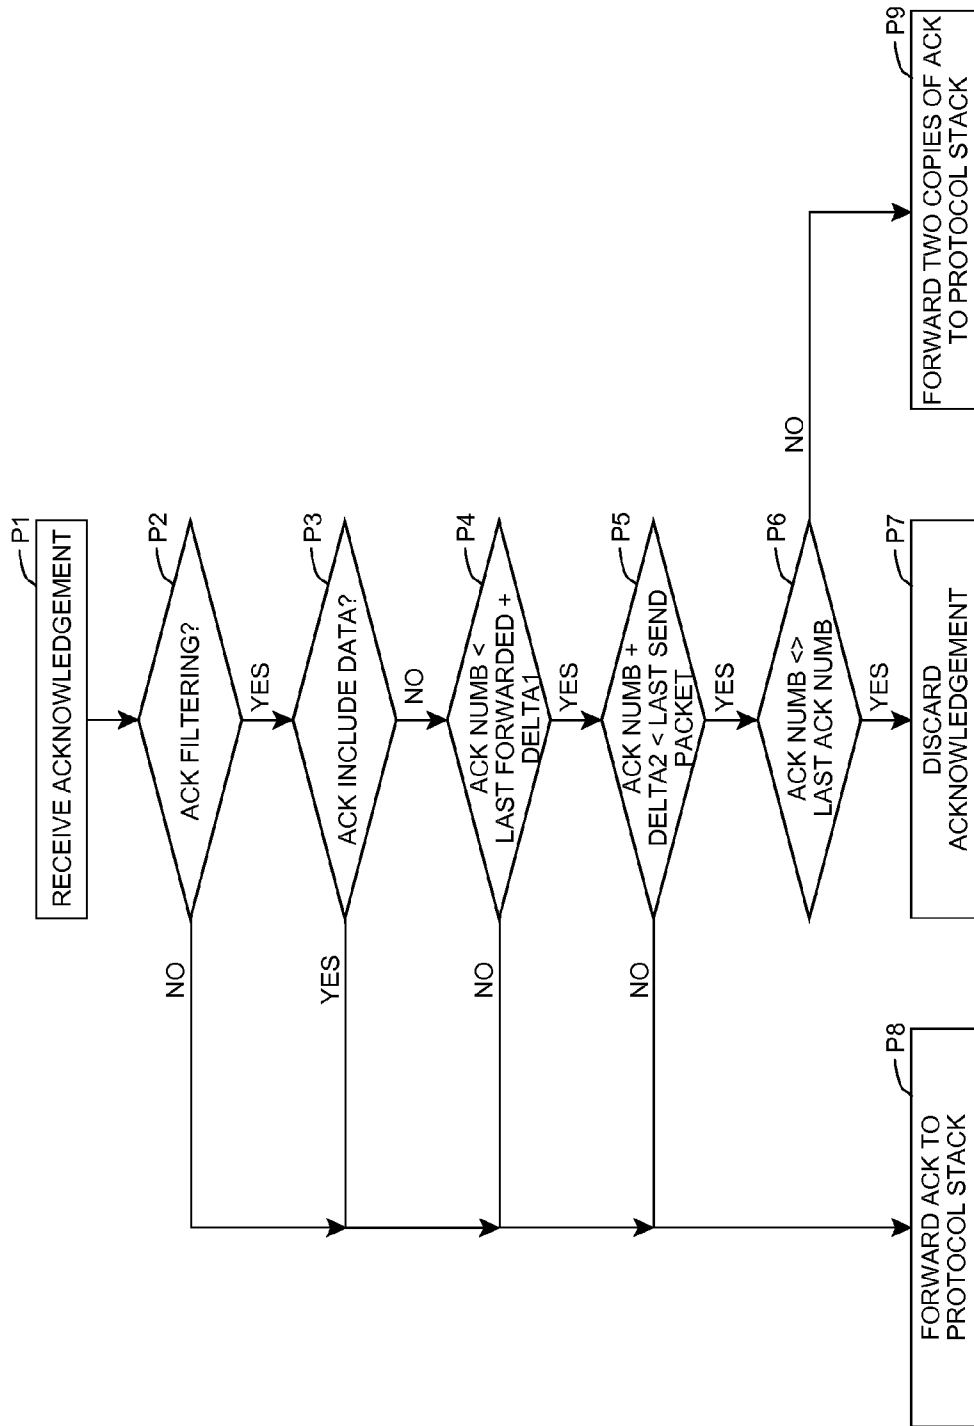 P1
RECEIVE ACKNOWLEDGEMENT
P2
ACK FILTERING?
NO
YES
P3
ACK INCLUDE DATA?
YES
NO
P4
ACK NUMB <
LAST FORWARDED +
DELTA1
NO
YES
P5
ACK NUMB +
DELTA2 < LAST SEND
PACKET
NO
YES
P6
ACK NUMB <>
LAST ACK NUMB
NO
YES
P8
FORWARD ACK TO
PROTOCOL STACK
P7
DISCARD
ACKNOWLEDGEMENT
P9
FORWARD TWO COPIES OF ACK
TO PROTOCOL STACK